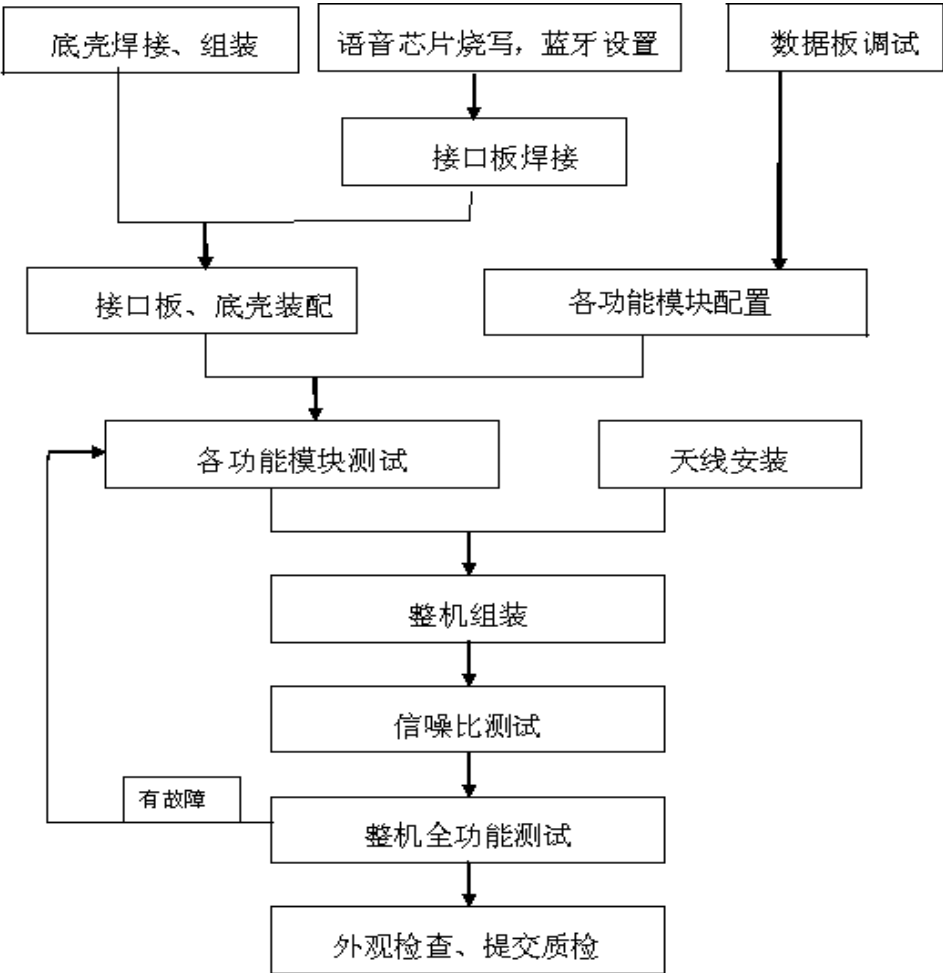 底壳焊接、组装
语音芯片烧写，蓝牙设置
数据板调试
接口板焊接
接口板、底壳装配
各功能模块配置
各功能模块测试
天线安装
整机组装
信噪比测试
有故障
整机全功能测试
外观检查、提交质检